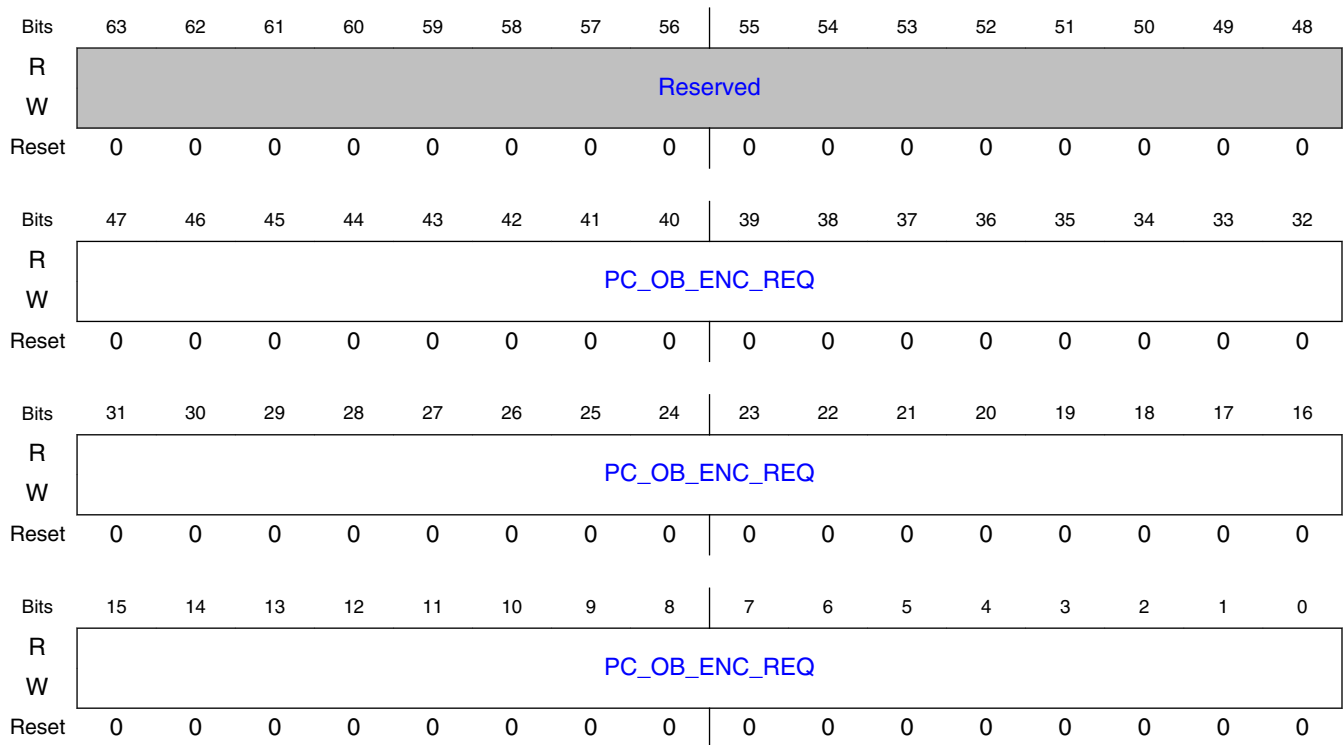 Bits 63 62 61 60 59 58 57 56 55 54 53 52 51 50 49 48
R
Reserved
W
Reset 0 0 0 0 0 0 0 0 0 0 0 0 0 0 0 0
Bits 47 46 45 44 43 42 41 40 39 38 37 36 35 34 33 32
R
PC_OB_ENC_REQ
W
Reset 0 0 0 0 0 0 0 0 0 0 0 0 0 0 0 0
Bits 31 30 29 28 27 26 25 24 23 22 21 20 19 18 17 16
R
PC_OB_ENC_REQ
W
Reset 0 0 0 0 0 0 0 0 0 0 0 0 0 0 0 0
Bits 15 14 13 12 11 10 9 8 7 6 5 4 3 2 1 0
R
PC_OB_ENC_REQ
W
Reset 0 0 0 0 0 0 0 0 0 0 0 0 0 0 0 0